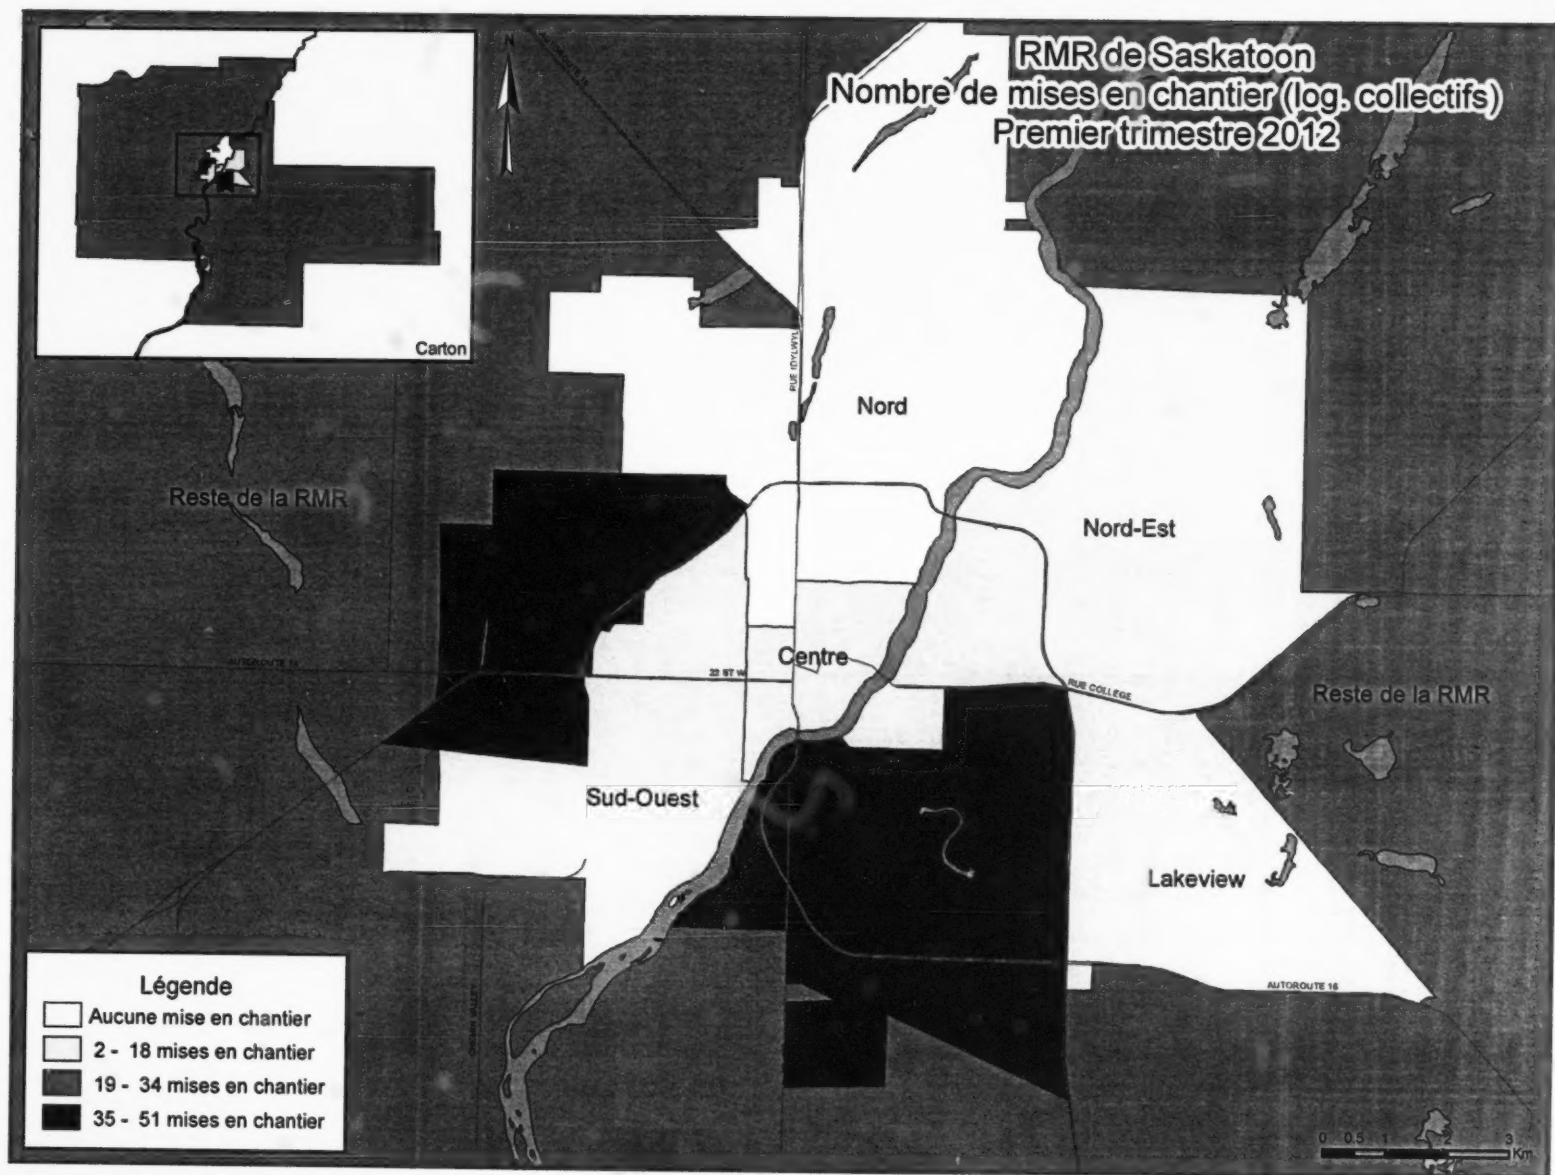 RMR de Saskatoon
Nombre de mises en chantier (log. collectifs)
Premier trimestre 2012
N
Carton
RUE IDYLWYL
Nord
Reste de la RMR
Nord-Est
Centre
22 ST W
RUE COLLEGE
Reste de la RMR
Sud-Ouest
Lakeview
AUTOROUTE 16
Légende
Aucune mise en chantier
2 - 18 mises en chantier
19 - 34 mises en chantier
35 - 51 mises en chantier
0 0.5 1 2 3
Km